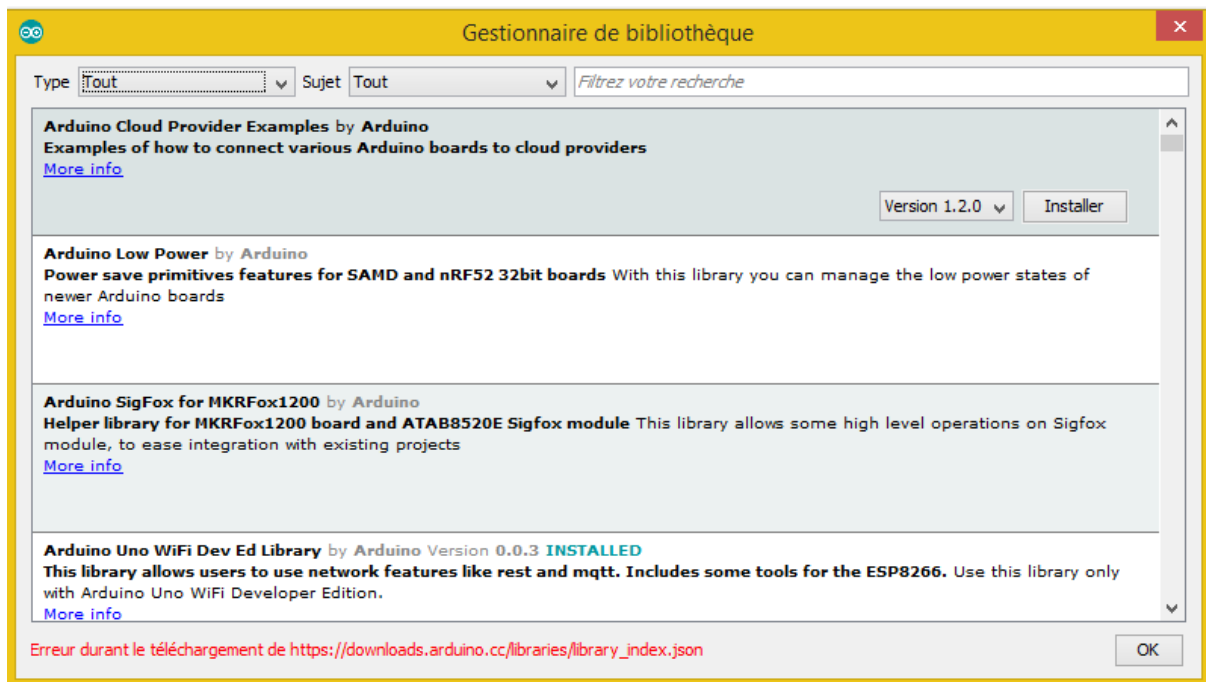 Gestionnaire de bibliothèque
Type Tout Sujet Tout Filtrez votre recherche
Arduino Cloud Provider Examples by Arduino
Examples of how to connect various Arduino boards to cloud providers
More info
Version 1.2.0 Installer
Arduino Low Power by Arduino
Power save primitives features for SAMD and nRF52 32bit boards With this library you can manage the low power states of
newer Arduino boards
More info
Arduino SigFox for MKRFox1200 by Arduino
Helper library for MKRFox1200 board and ATAB8520E Sigfox module This library allows some high level operations on Sigfox
module, to ease integration with existing projects
More info
Arduino Uno WiFi Dev Ed Library by Arduino Version 0.0.3 INSTALLED
This library allows users to use network features like rest and mqtt. Includes some tools for the ESP8266. Use this library only
with Arduino Uno WiFi Developer Edition.
More info
Erreur durant le téléchargement de https://downloads.arduino.cc/libraries/library_index.json
OK